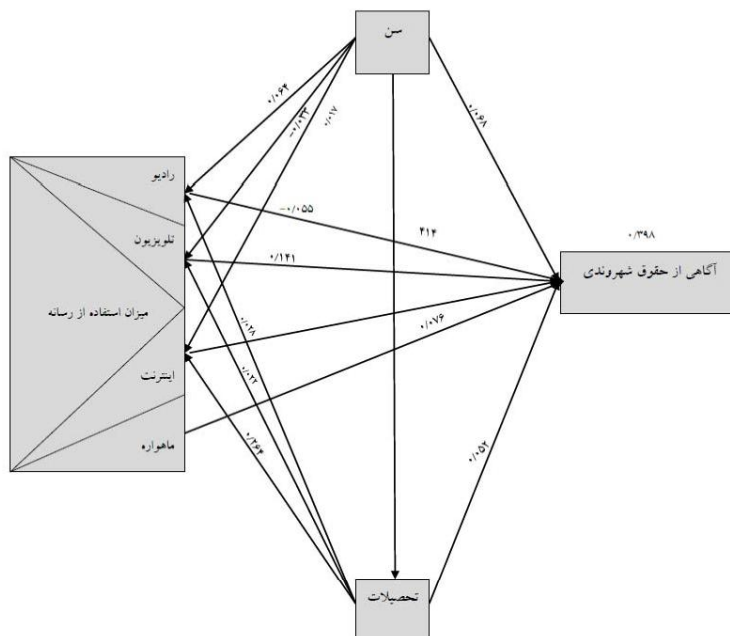 سن
۰/۰۶۴
-۰/۰۳۳
۰/۰۱۷
۰/۰۶۸
رادیو
-۰/۰۵۵
۴۱۴
۰/۳۹۸
تلویزیون
۰/۱۴۱
آگاهی از حقوق شهروندی
میزان استفاده از رسانه
۰/۰۲۸
۰/۰۷۶
اینترنت
۰/۰۲۲
ماهواره
۰/۲۶۴
۰/۰۵۲
تحصیلات